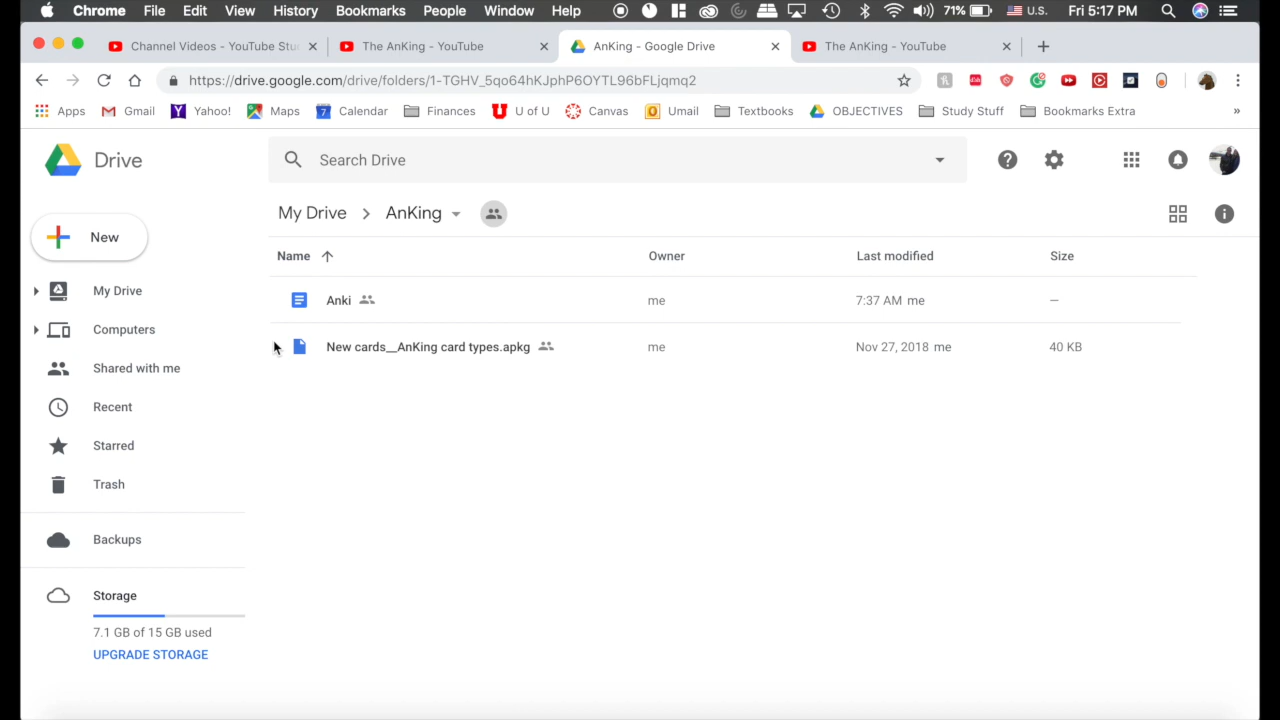 Chrome File Edit View History Bookmarks People Window Help 71% U.S. Fri 5:17 PM
Channel Videos - YouTube Stu The AnKing - YouTube AnKing - Google Drive The AnKing - YouTube
https://drive.google.com/drive/folders/1-TGHV_5qo64hKJphP6OYTL96bFLjqmq2
Apps Gmail Yahoo! Maps 7 Calendar Finances U of U Canvas Umail Textbooks OBJECTIVES Study Stuff Bookmarks Extra »
Drive Search Drive
My Drive AnKing
New
Name Owner Last modified Size
My Drive
Anki me 7:37 AM me —
Computers
New cards__AnKing card types.apkg me Nov 27, 2018 me 40 KB
Shared with me
Recent
Starred
Trash
Backups
Storage
7.1 GB of 15 GB used
UPGRADE STORAGE